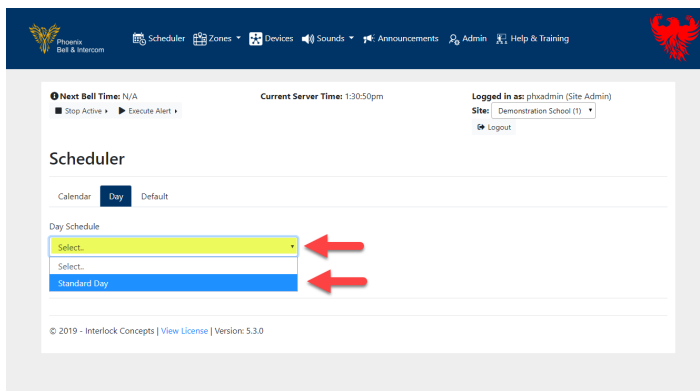 Phoenix
Bell & Intercom
Scheduler Zones Devices Sounds Announcements Admin Help & Training
Next Bell Time: N/A
Current Server Time: 1:30:50pm
Logged in as: phxadmin (Site Admin)
Stop Active Execute Alert
Site: Demonstration School (1)
Logout
Scheduler
Calendar Day Default
Day Schedule
Select..
Select..
Standard Day
© 2019 - Interlock Concepts | View License | Version: 5.3.0